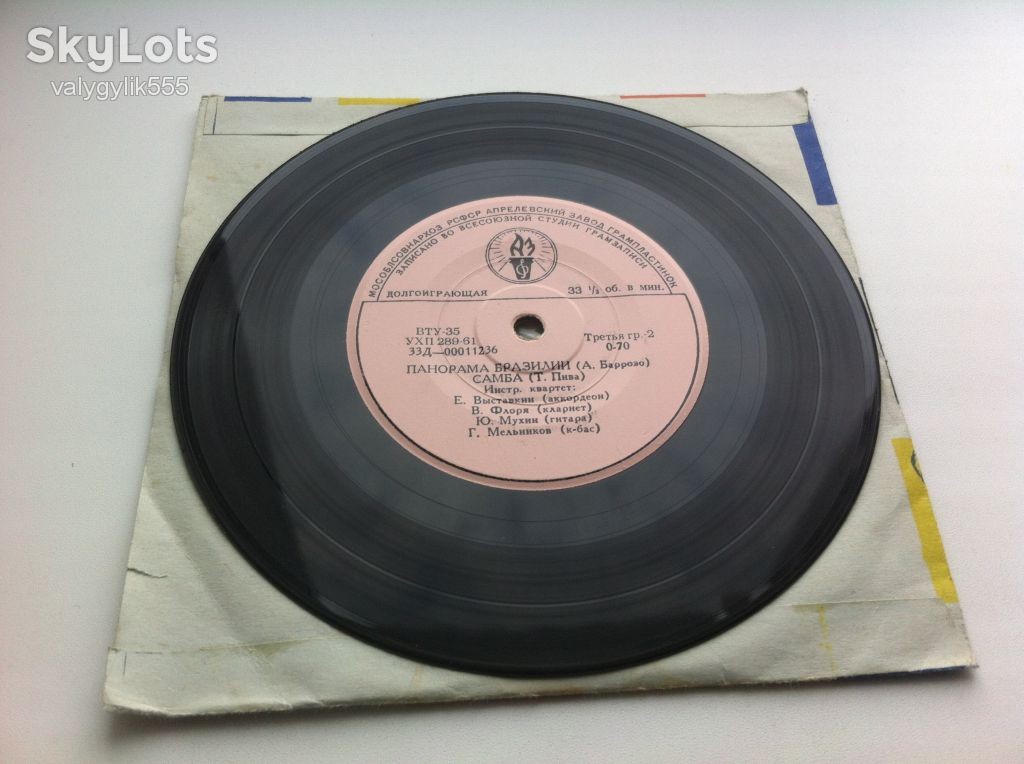 SkyLots
valygylik555
МОСОБЛСОВНАРХОЗ РСФСР АПРЕЛЕВСКИЙ ЗАВОД ГРАМПЛАСТИНОК
ЗАПИСАНО ВО ВСЕСОЮЗНОЙ СТУДИИ ГРАМЗАПИСИ
АЗ
ДОЛГОИГРАЮЩАЯ 33 ⅓ об. в мин.
ВТУ-35
УХП 289-61 Третья гр.-2
33Д—00011236 0-70
ПАНОРАМА БРАЗИЛИИ (А. Баррозо)
САМБА (Т. Пива)
Инстр. квартет:
Е. Выставкин (аккордеон)
В. Флоря (кларнет)
Ю. Мухин (гитара)
Г. Мельников (к-бас)